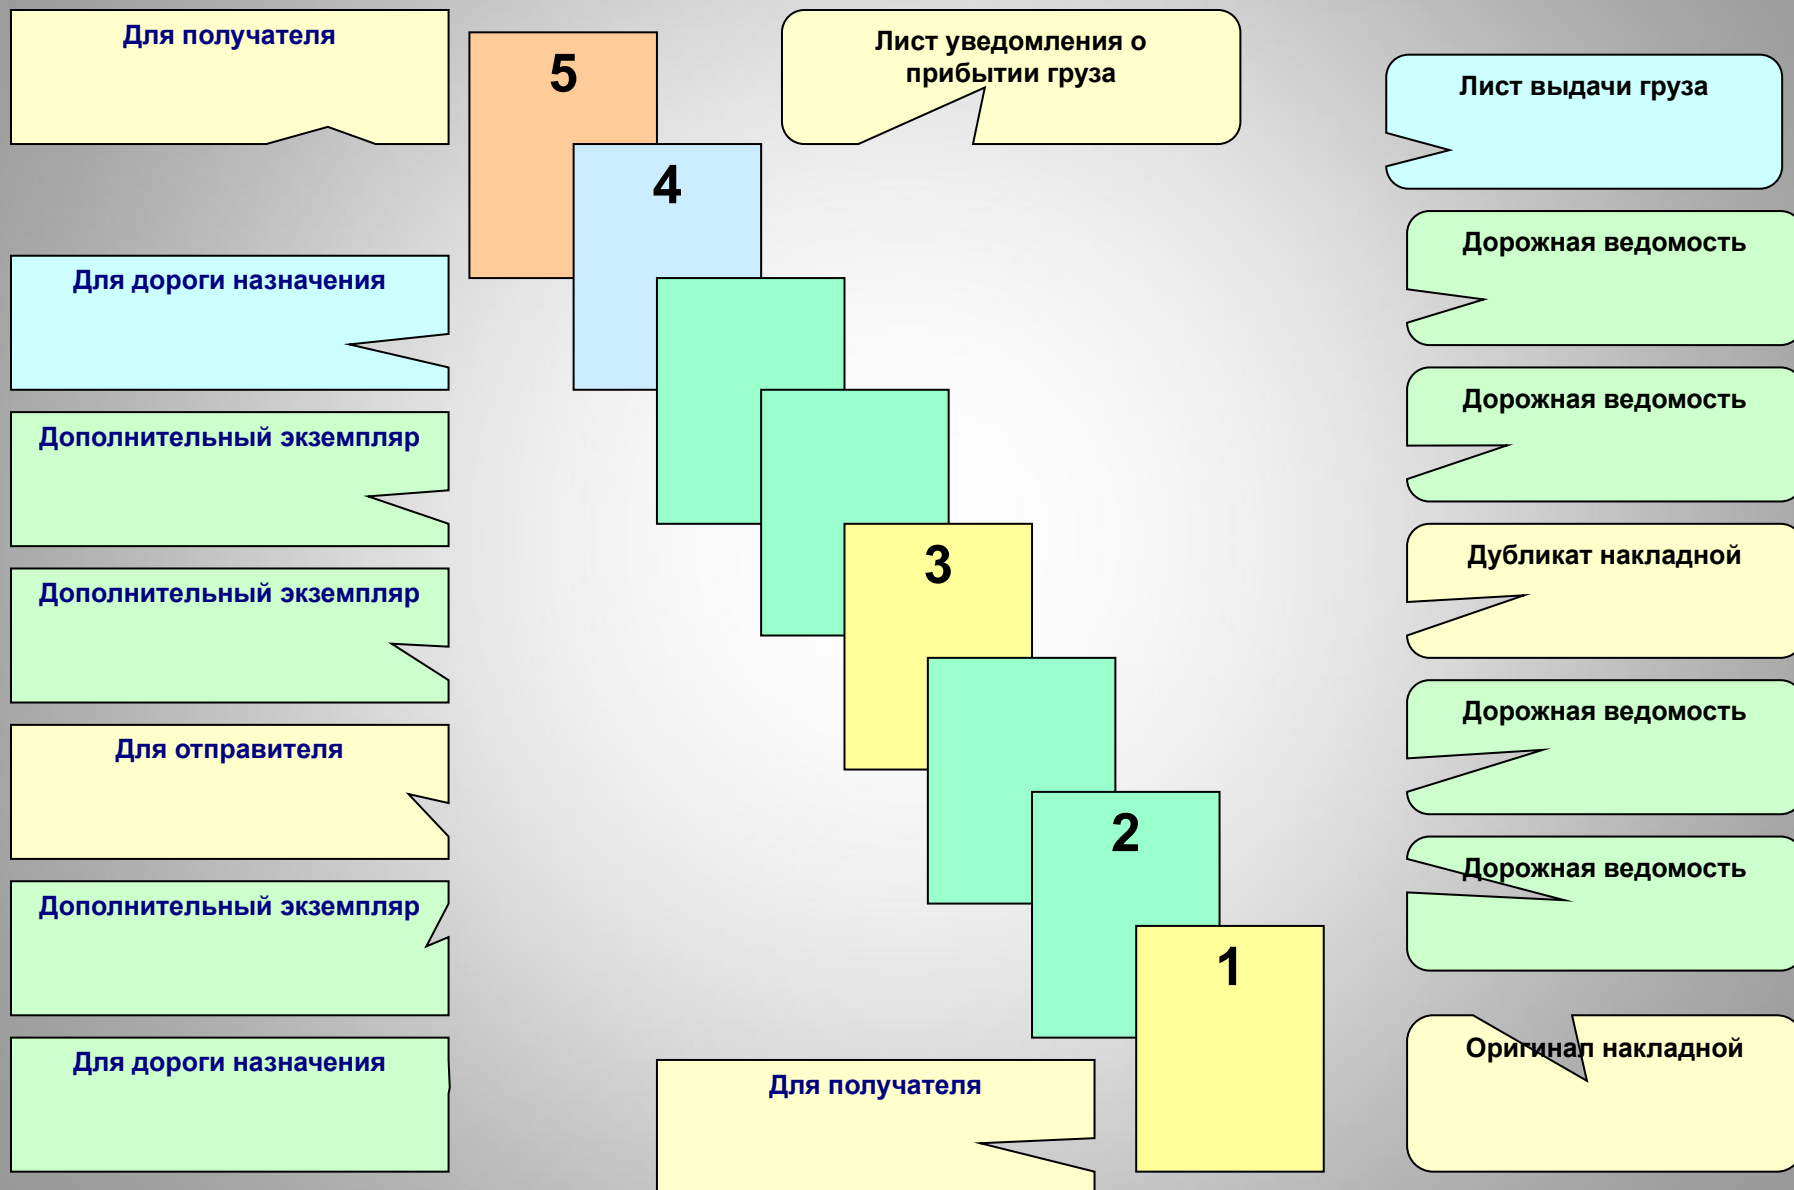 Для получателя
5
Лист уведомления о
прибытии груза
Лист выдачи груза
4
Дорожная ведомость
Для дороги назначения
Дорожная ведомость
Дополнительный экземпляр
Дубликат накладной
3
Дополнительный экземпляр
Дорожная ведомость
Для отправителя
2
Дорожная ведомость
Дополнительный экземпляр
1
Оригинал накладной
Для дороги назначения
Для получателя